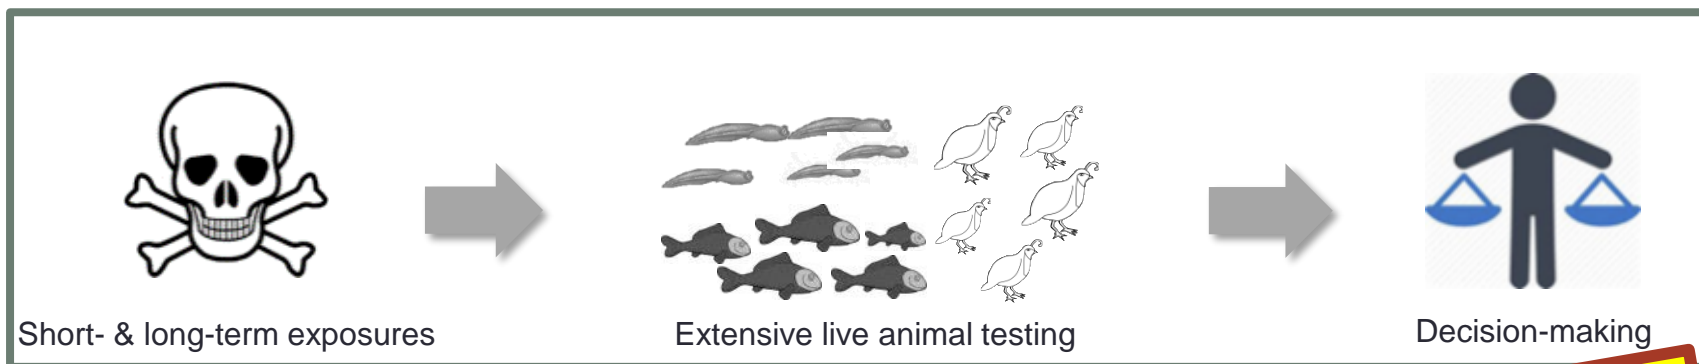 Short- & long-term exposures
Extensive live animal testing
Decision-making